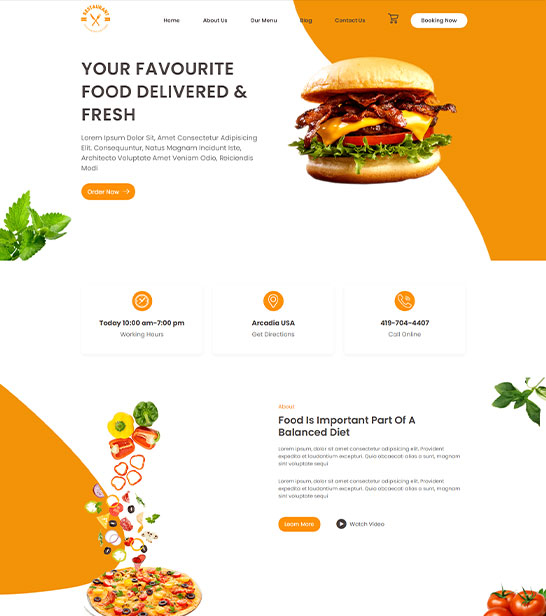 RESTAURANT
Home About Us Our Menu Blog Contact Us Booking Now
YOUR FAVOURITE
FOOD DELIVERED &
FRESH
Lorem Ipsum Dolor Sit, Amet Consectetur Adipisicing
Elit. Consequuntur, Natus Magnam Incidunt Iste,
Architecto Voluptate Amet Veniam Odio, Reiciendis
Modi
Order Now
Today 10:00 am-7:00 pm
Working Hours
Arcadia USA
Get Directions
419-704-4407
Call Online
About
Food Is Important Part Of A
Balanced Diet
Lorem ipsum, dolor sit amet consectetur adipisicing elit. Provident
expedita et laudantium excepturi. Quia obcaecati alias a sunt, magnam
sint voluptate sequi
Lorem ipsum, dolor sit amet consectetur adipisicing elit. Provident
expedita et laudantium excepturi. Quia obcaecati alias a sunt, magnam
sint voluptate sequi
Learn More
Watch Video